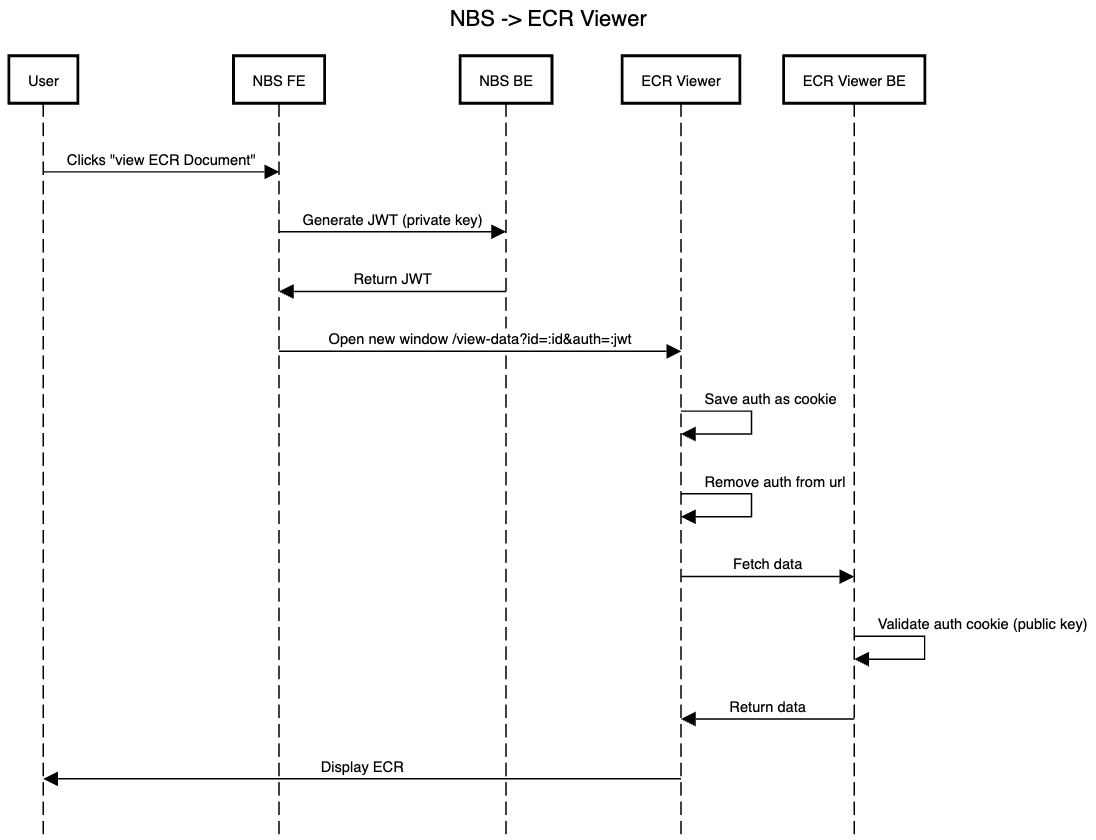 NBS -> ECR Viewer
User
NBS FE
NBS BE
ECR Viewer
ECR Viewer BE
Clicks "view ECR Document"
Generate JWT (private key)
Return JWT
Open new window /view-data?id=:id&auth=:jwt
Save auth as cookie
Remove auth from url
Fetch data
Validate auth cookie (public key)
Return data
Display ECR